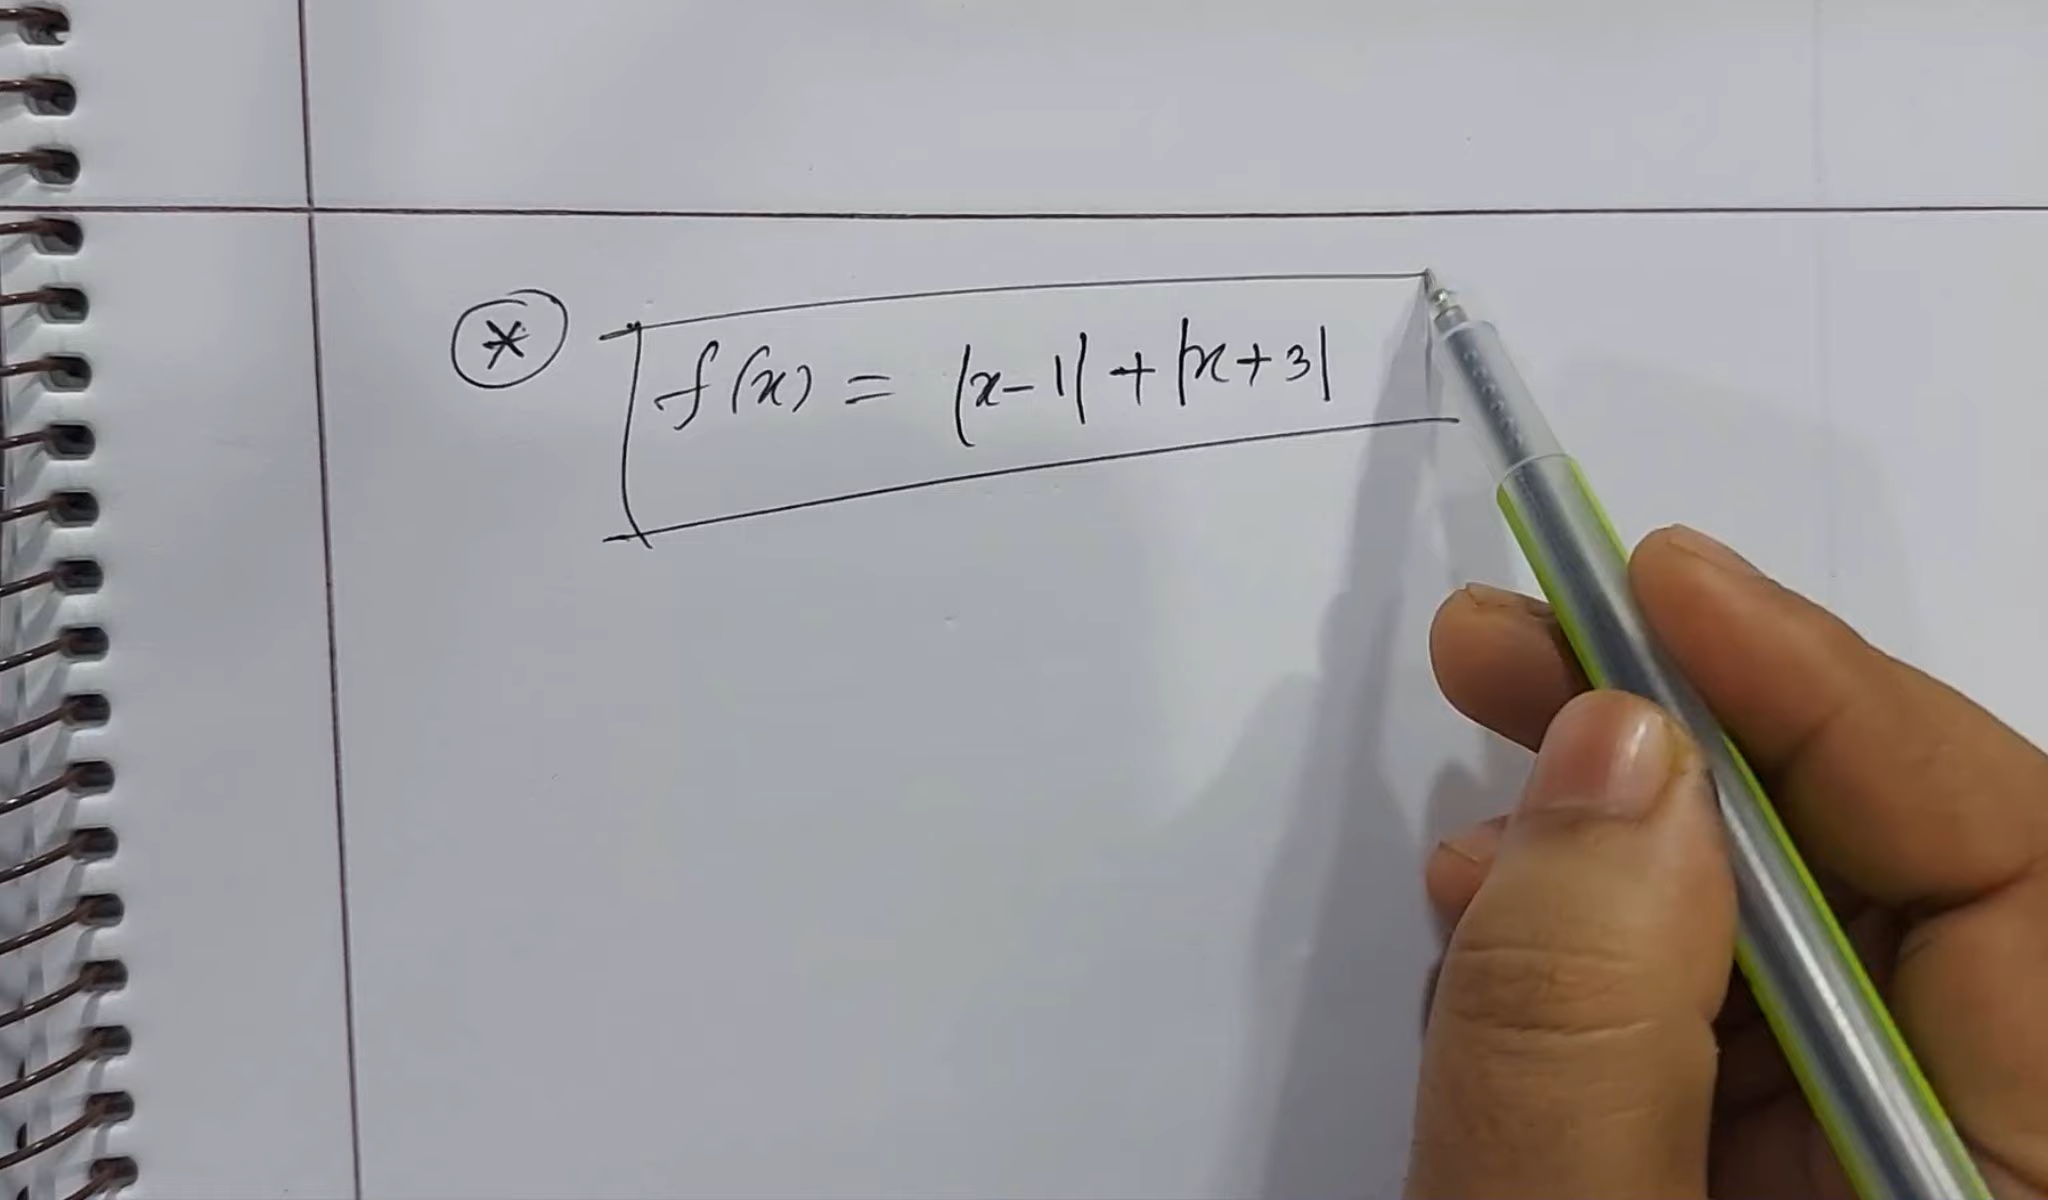 * f(x) = |x-1| + |x+3|